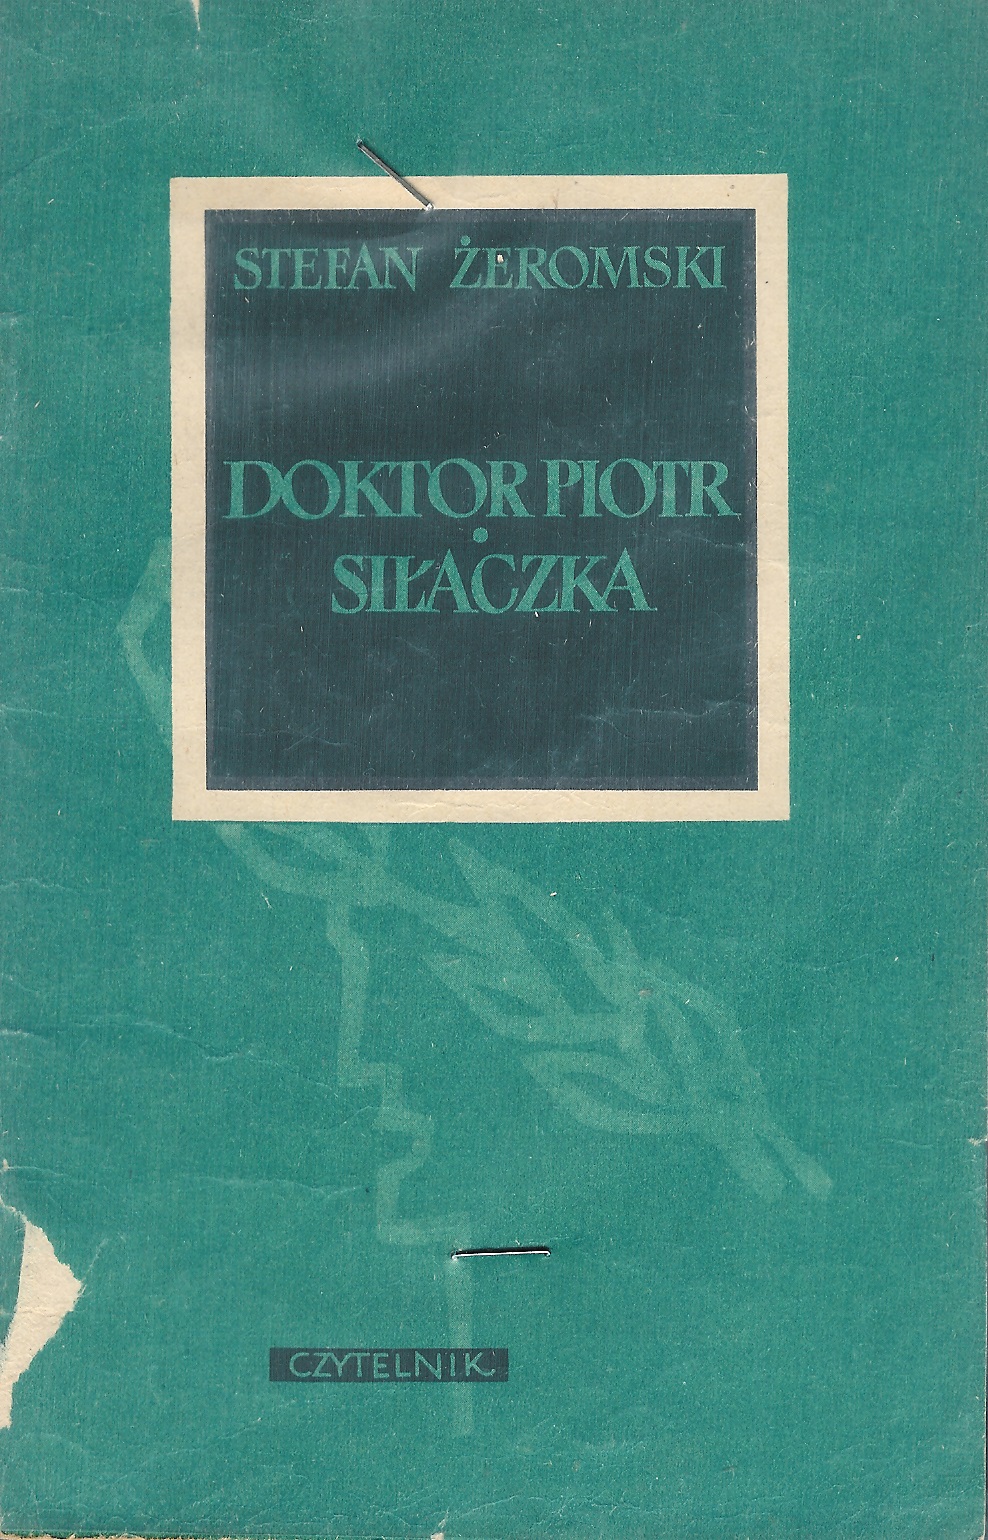 STEFAN ŻEROMSKI
DOKTOR PIOTR
•
SIŁACZKA
CZYTELNIK